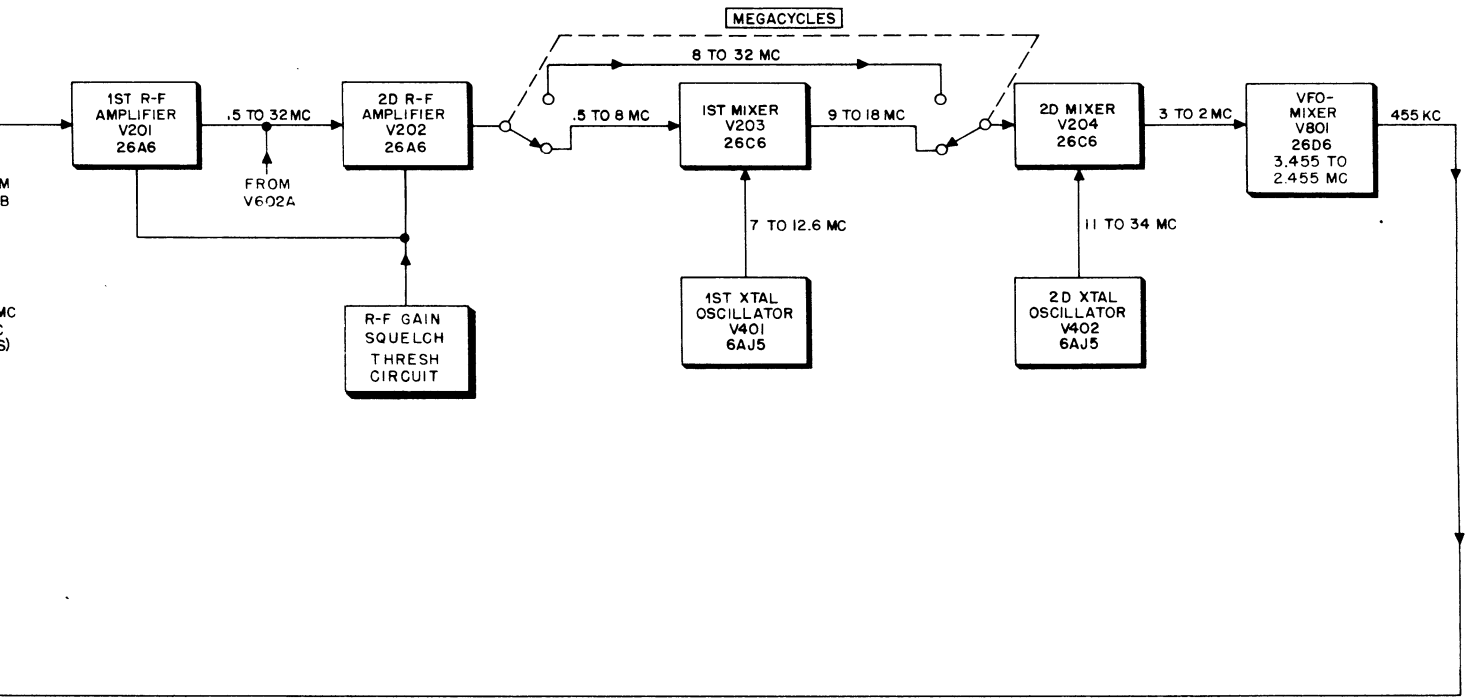 MEGACYCLES
8 TO 32 MC
1ST R-F
AMPLIFIER
V201
26A6
.5 TO 32 MC
FROM
V602A
2D R-F
AMPLIFIER
V202
26A6
.5 TO 8 MC
1ST MIXER
V203
26C6
9 TO 18 MC
2D MIXER
V204
26C6
3 TO 2 MC
VFO-
MIXER
V801
26D6
3.455 TO
2.455 MC
455 KC
M
B
7 TO 12.6 MC
11 TO 34 MC
MC
C
S)
R-F GAIN
SQUELCH
THRESH
CIRCUIT
1ST XTAL
OSCILLATOR
V401
6AJ5
2D XTAL
OSCILLATOR
V402
6AJ5